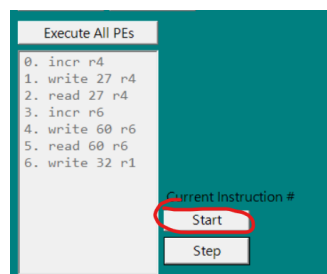 Execute All PEs
0. incr r4
1. write 27 r4
2. read 27 r4
3. incr r6
4. write 60 r6
5. read 60 r6
6. write 32 r1
Current Instruction #
Start
Step